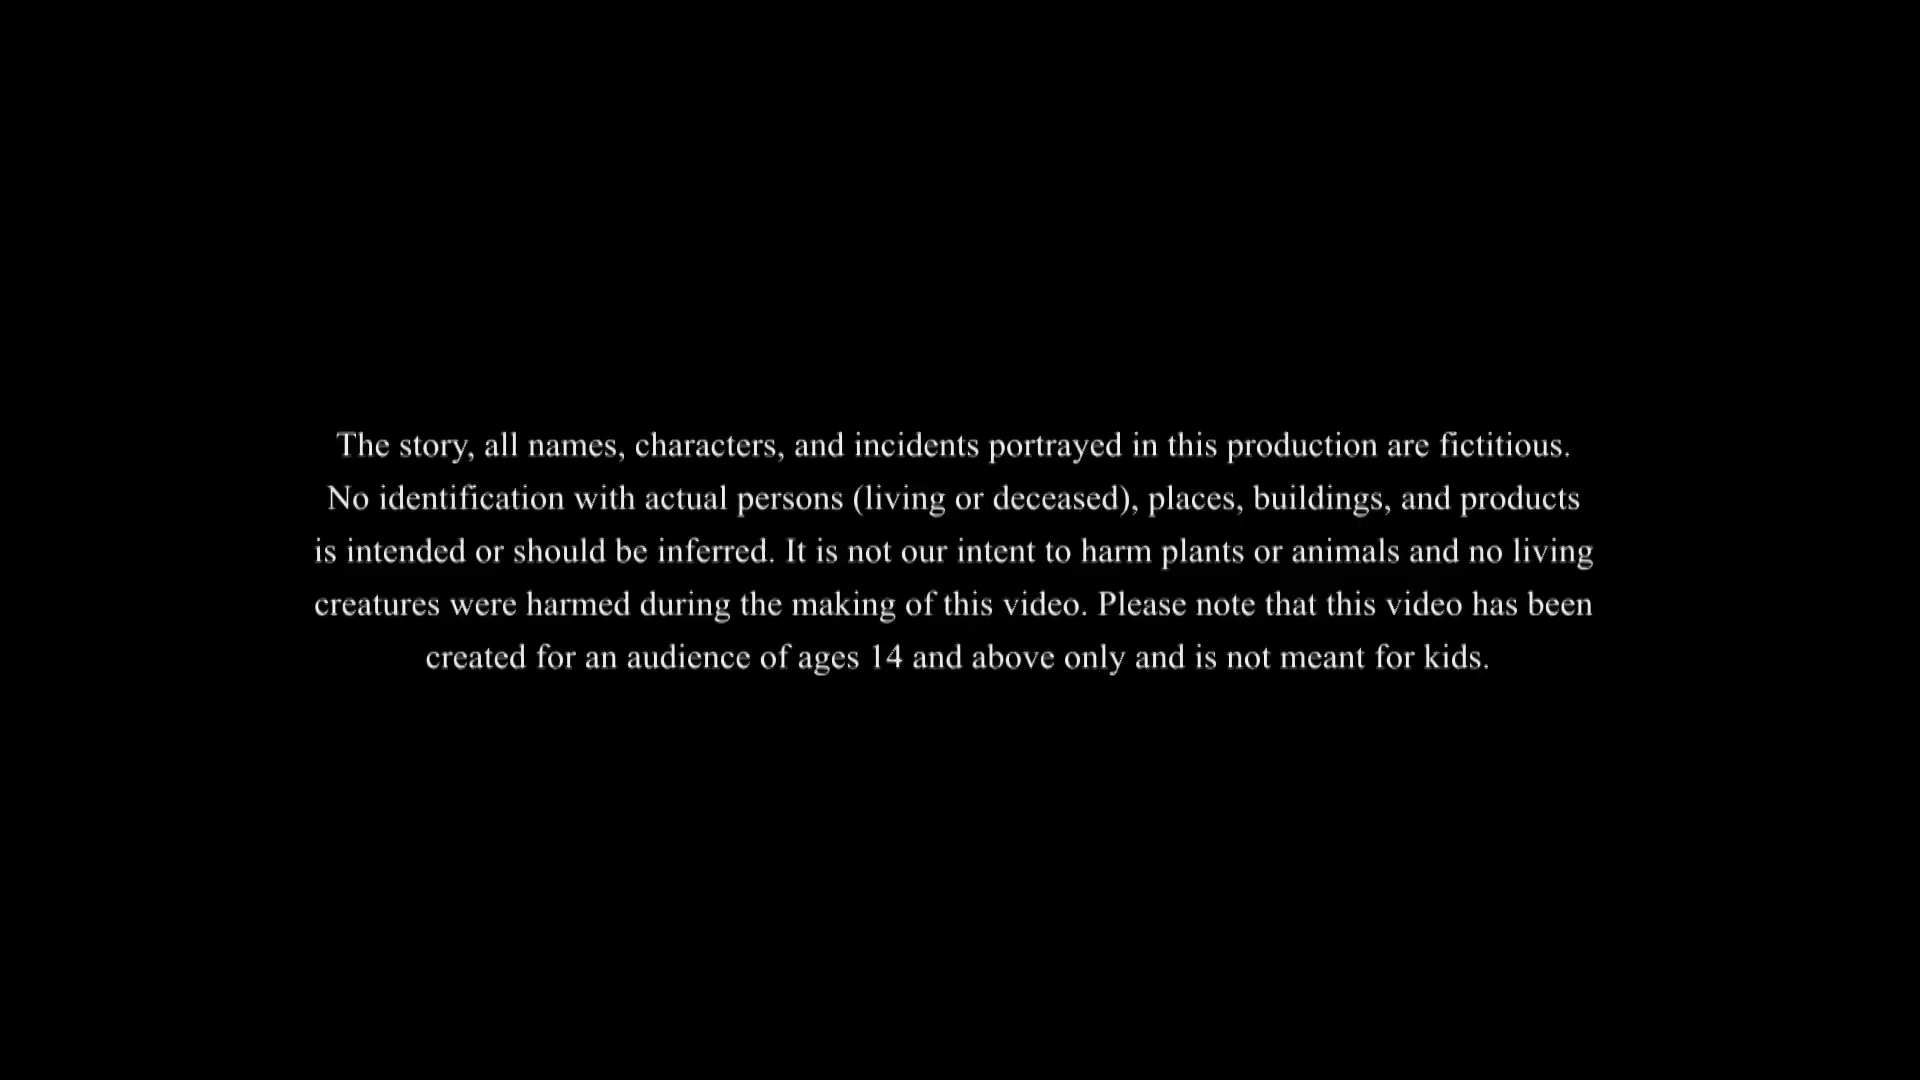 The story, all names, characters, and incidents portrayed in this production are fictitious.
No identification with actual persons (living or deceased), places, buildings, and products
is intended or should be inferred. It is not our intent to harm plants or animals and no living
creatures were harmed during the making of this video. Please note that this video has been
created for an audience of ages 14 and above only and is not meant for kids.